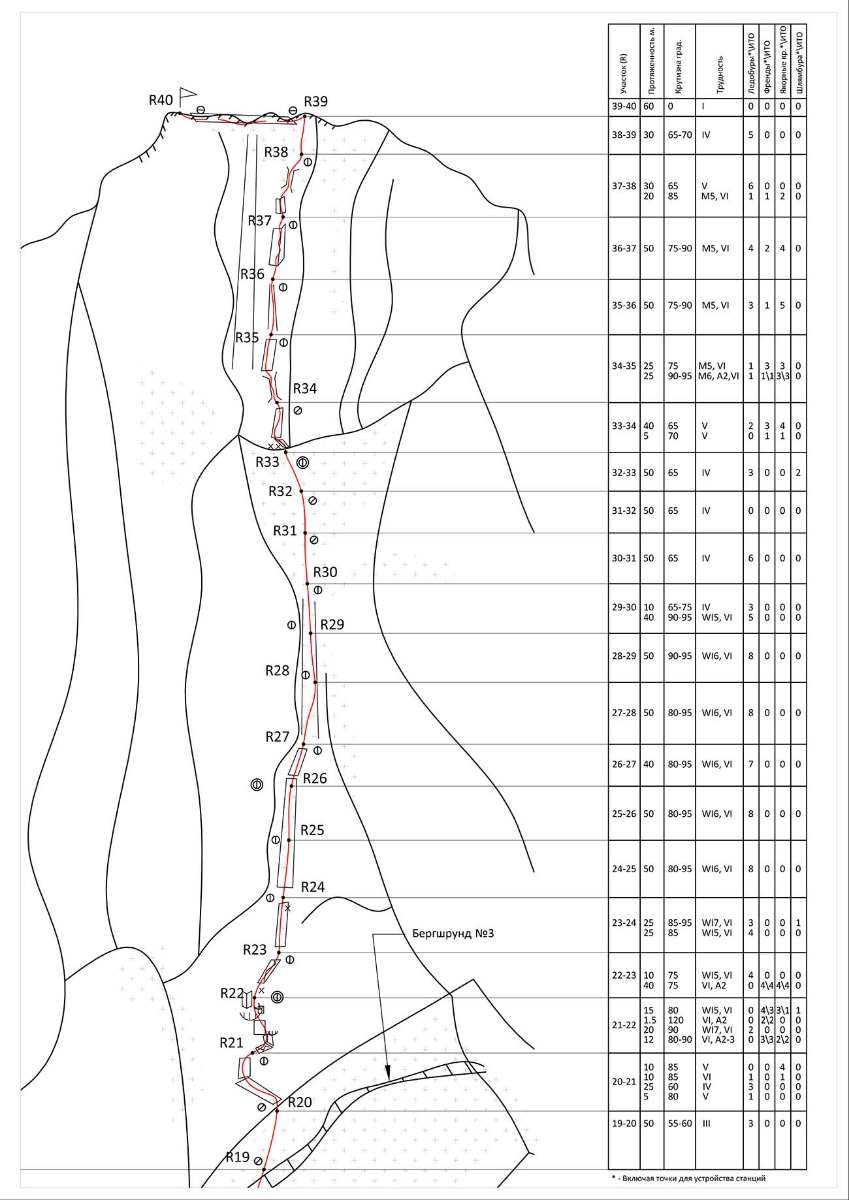 Участок (R) Протяженность м. Крутизна град. Трудность Ледобуры*\ИТО Френды*\ИТО Якорные кр.*\ИТО Шлямбура*\ИТО
R40 R39
39-40 60 0 I 0 0 0 0
38-39 30 65-70 IV 5 0 0 0
R38
37-38 30 65 V 6 0 0 0
20 85 M5, VI 1 1 2 0
R37
36-37 50 75-90 M5, VI 4 2 4 0
R36
35-36 50 75-90 M5, VI 3 1 5 0
R35
34-35 25 75 M5, VI 1 3 3 0
25 90-95 M6, A2,VI 1 1\1 3\3 0
R34
33-34 40 65 V 2 3 4 0
5 70 V 0 1 1 0
R33
32-33 50 65 IV 3 0 0 2
R32
31-32 50 65 IV 0 0 0 0
R31
30-31 50 65 IV 6 0 0 0
R30
29-30 10 65-75 IV 3 0 0 0
40 90-95 WI5, VI 5 0 0 0
R29
28-29 50 90-95 WI6, VI 8 0 0 0
R28
27-28 50 80-95 WI6, VI 8 0 0 0
R27
26-27 40 80-95 WI6, VI 7 0 0 0
R26
25-26 50 80-95 WI6, VI 8 0 0 0
R25
24-25 50 80-95 WI6, VI 8 0 0 0
R24
23-24 25 85-95 WI7, VI 3 0 0 1
25 85 WI5, VI 4 0 0 0
Бергшрунд №3
R23
22-23 10 75 WI5, VI 4 0 0 0
40 75 VI, A2 0 4\4 4\4 0
R22
21-22 15 80 WI5, VI 0 4\3 3\1 1
1.5 120 VI, A2 0 2\2 0 0
20 90 WI7, VI 2 0 0 0
12 80-90 VI, A2-3 0 3\3 2\2 0
R21
20-21 10 85 V 0 0 4 0
10 85 VI 1 0 1 0
25 60 IV 3 0 0 0
5 80 V 1 0 0 0
R20
19-20 50 55-60 III 3 0 0 0
R19
* - Включая точки для устройства станций